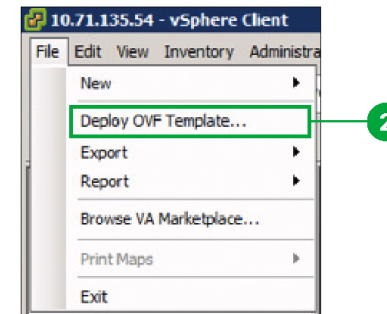 10.71.135.54 - vSphere Client
File Edit View Inventory
New
Deploy OVF Template...
2
Export
Report
Browse VA Marketplace...
Print Maps
Exit